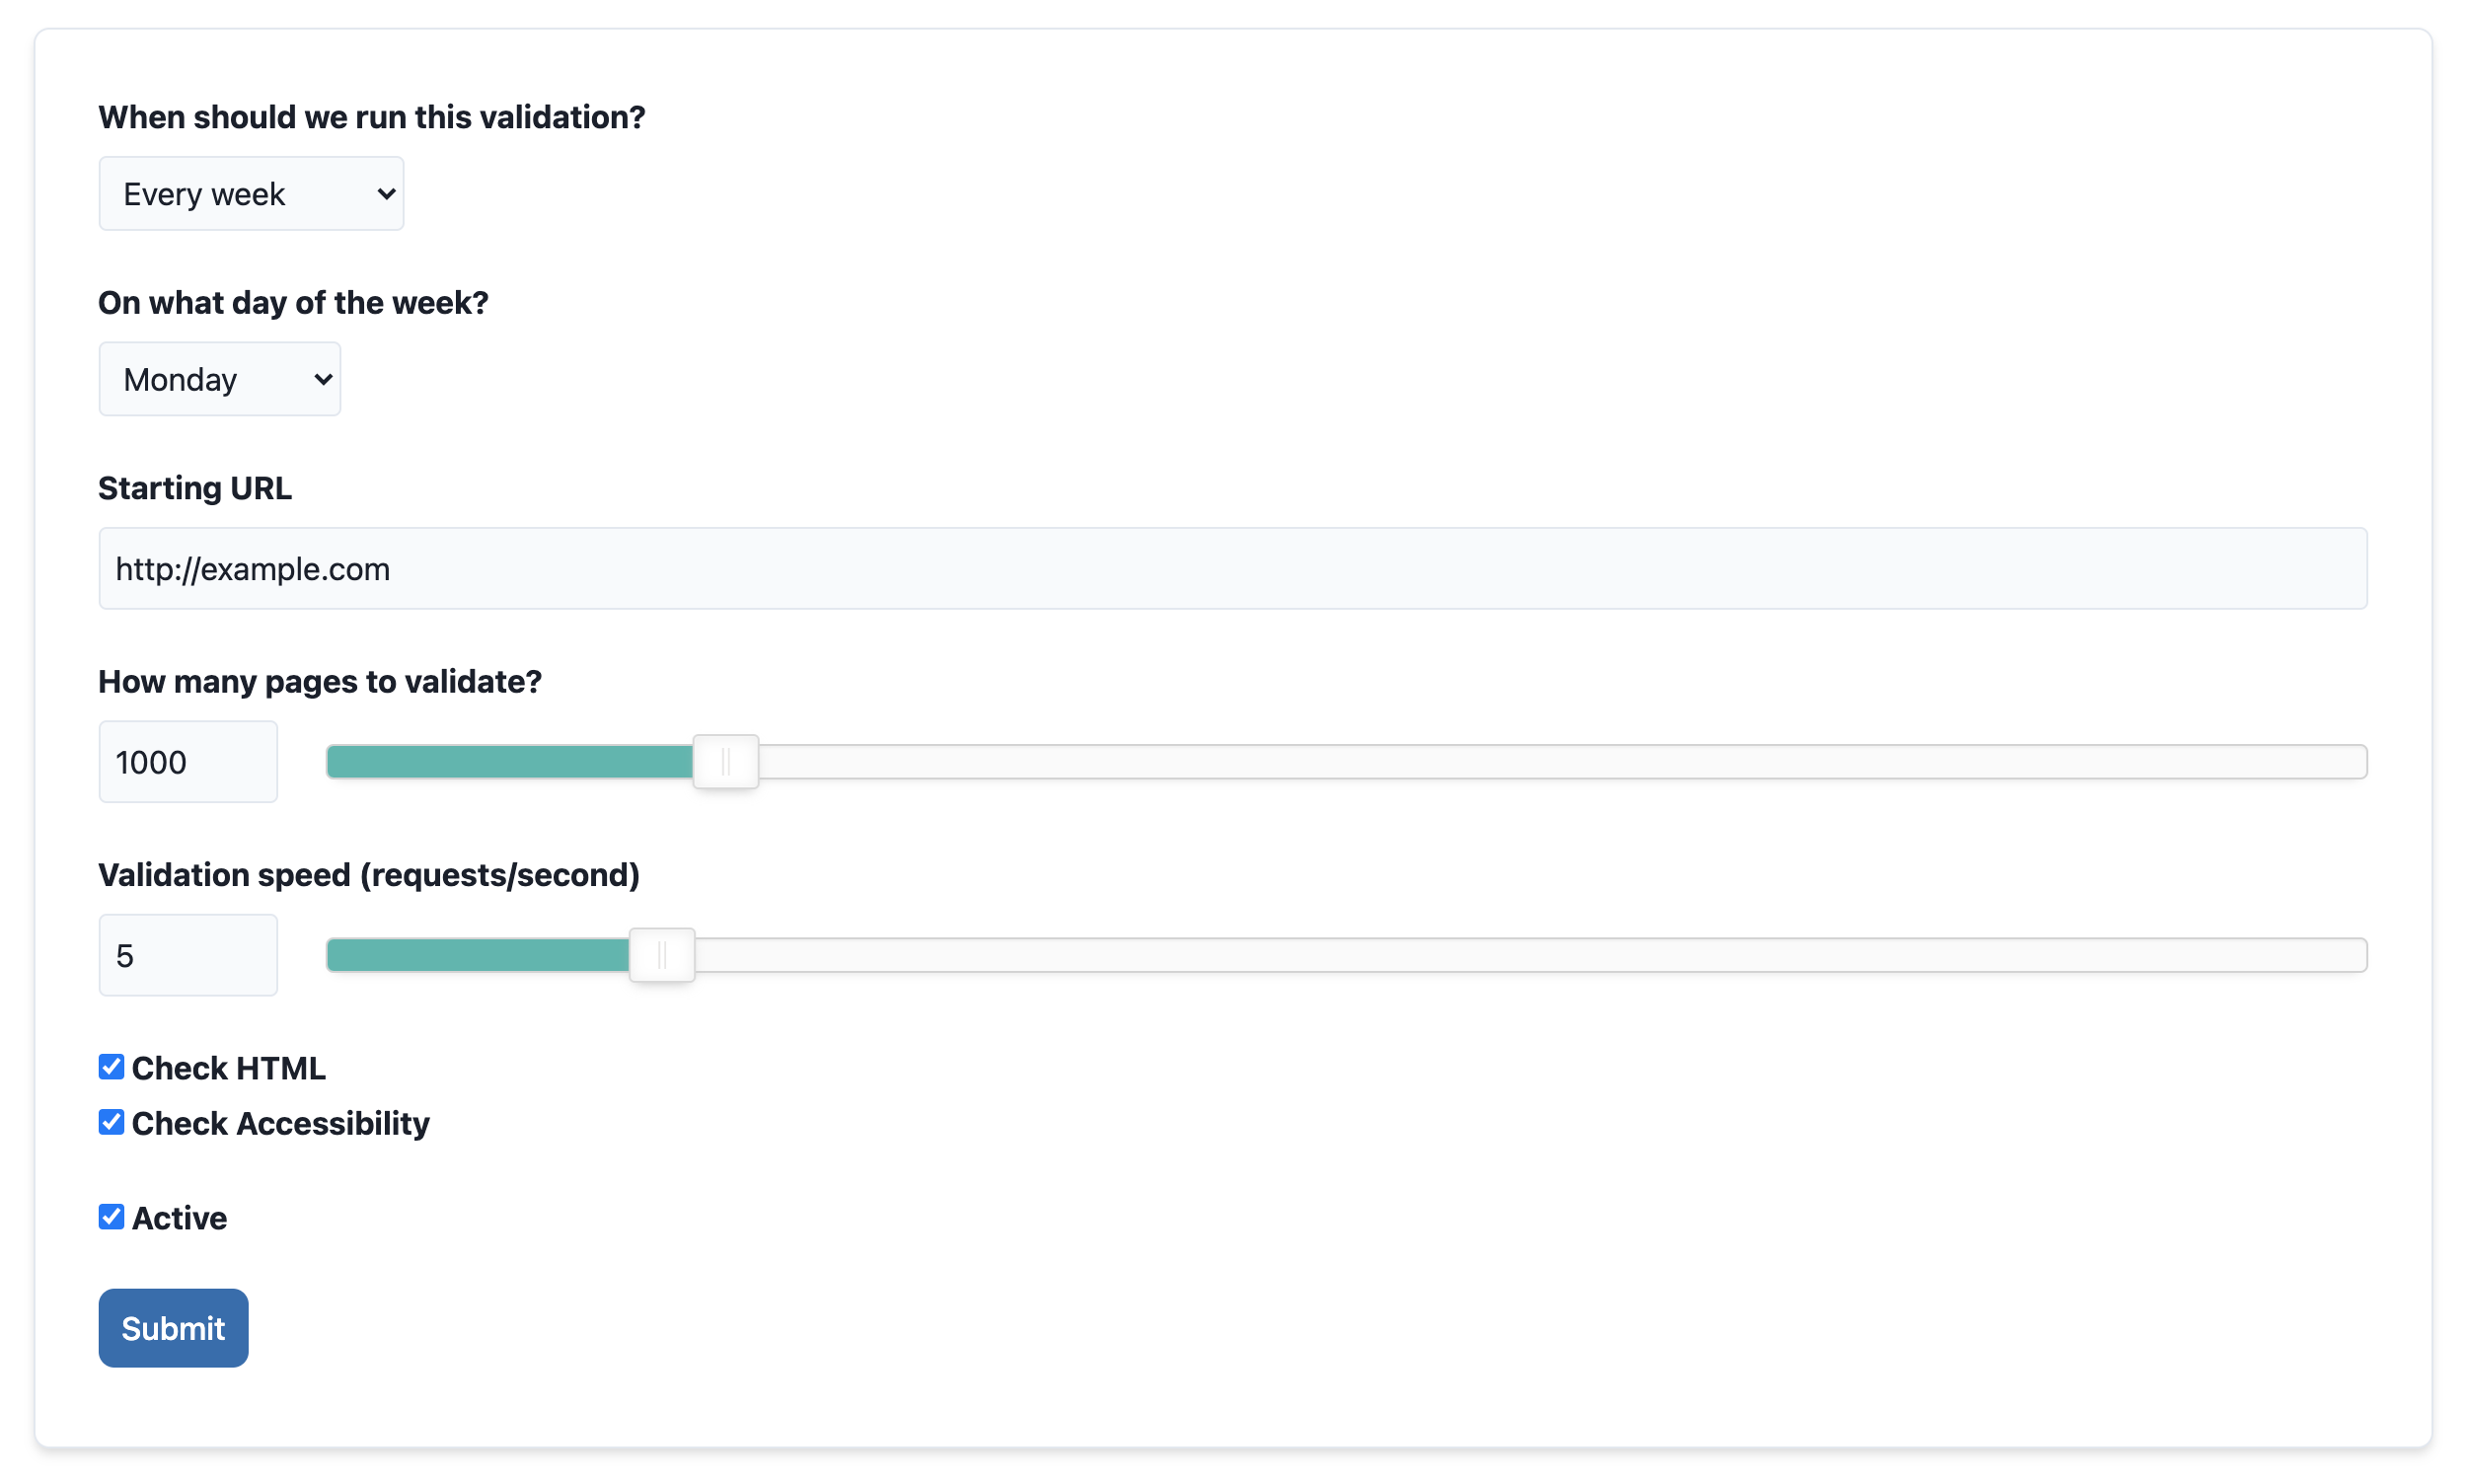 When should we run this validation?
Every week
On what day of the week?
Monday
Starting URL
http://example.com
How many pages to validate?
1000
Validation speed (requests/second)
5
Check HTML
Check Accessibility
Active
Submit